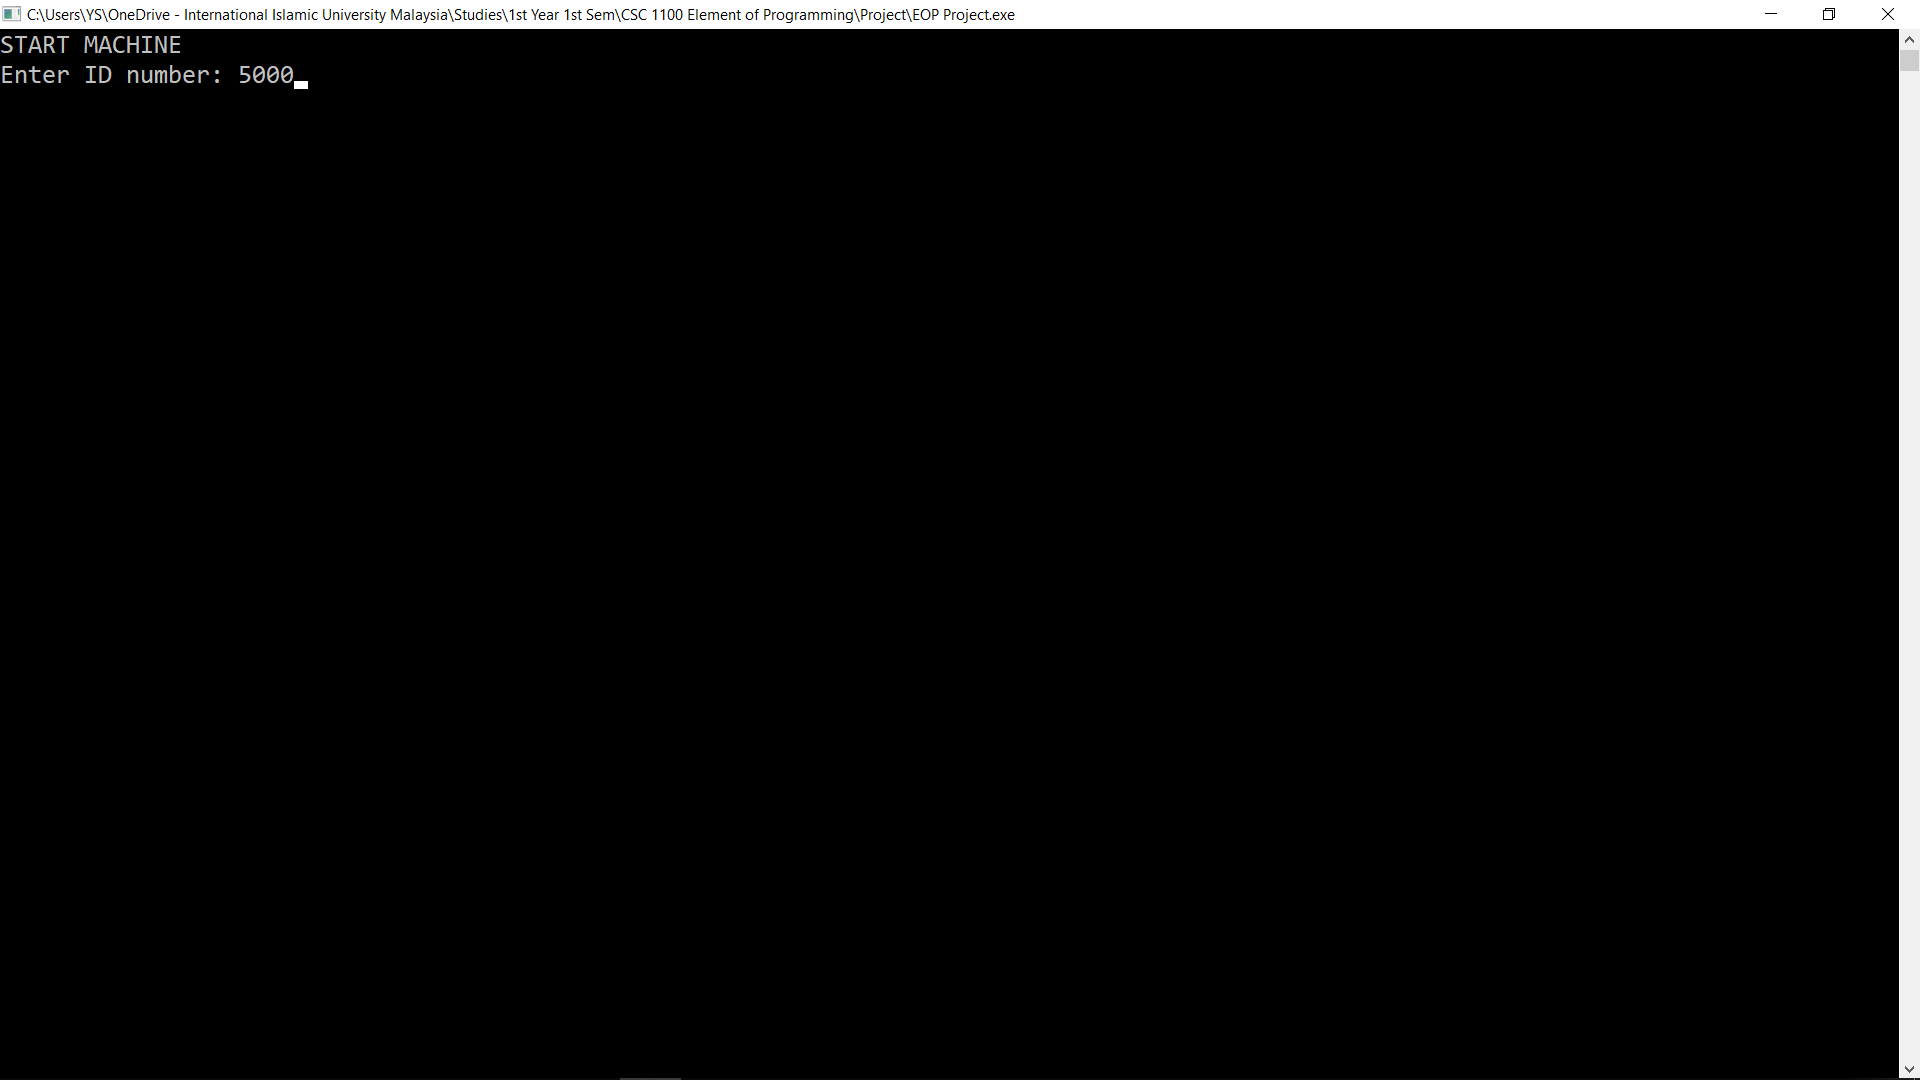 C:\Users\YS\OneDrive - International Islamic University Malaysia\Studies\1st Year 1st Sem\CSC 1100 Element of Programming\Project\EOP Project.exe
START MACHINE
Enter ID number: 5000